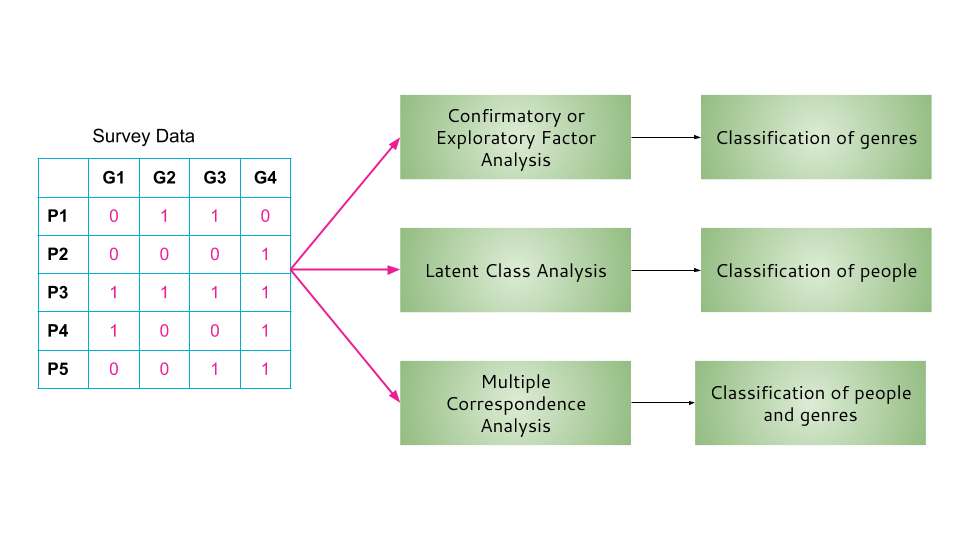 Survey Data
G1 G2 G3 G4
P1 0 1 1 0
P2 0 0 0 1
P3 1 1 1 1
P4 1 0 0 1
P5 0 0 1 1
Confirmatory or
Exploratory Factor
Analysis
Classification of genres
Latent Class Analysis
Classification of people
Multiple
Correspondence
Analysis
Classification of people
and genres